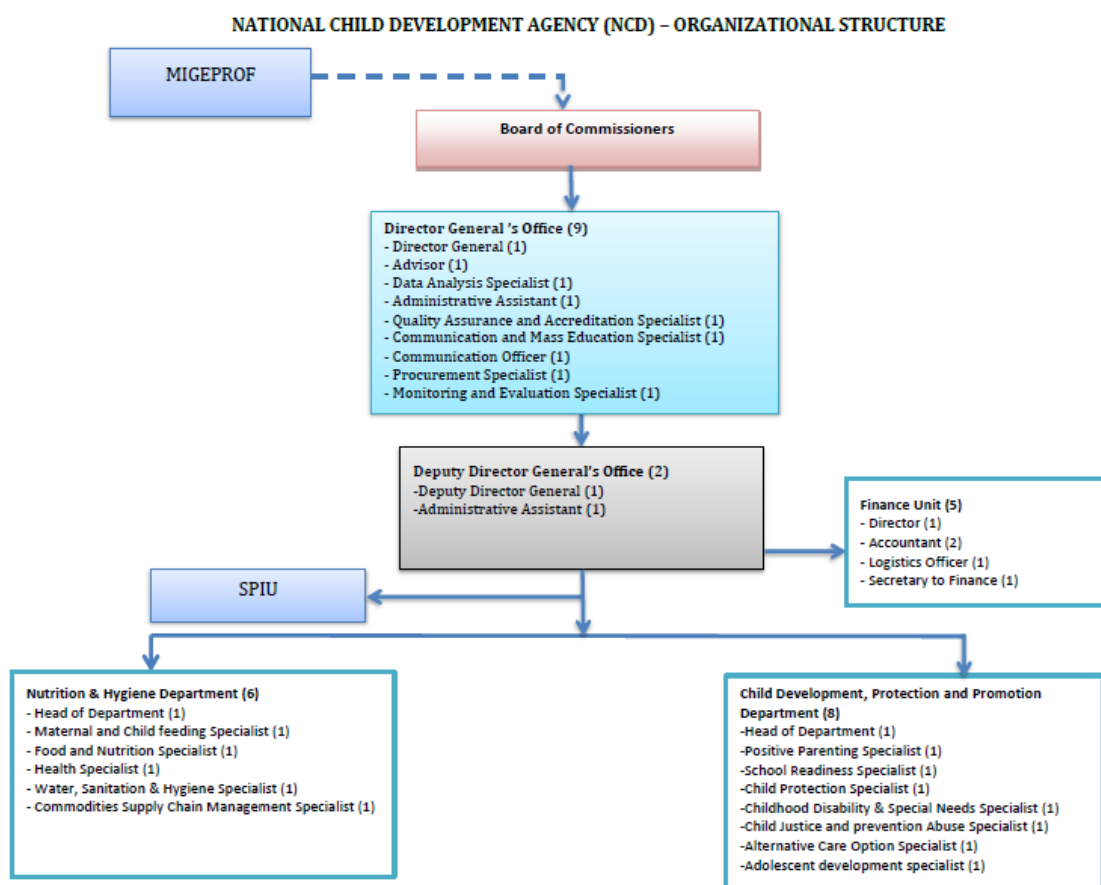 NATIONAL CHILD DEVELOPMENT AGENCY (NCD) – ORGANIZATIONAL STRUCTURE
MIGEPROF
Board of Commissioners
Director General 's Office (9)
- Director General (1)
- Advisor (1)
- Data Analysis Specialist (1)
- Administrative Assistant (1)
- Quality Assurance and Accreditation Specialist (1)
- Communication and Mass Education Specialist (1)
- Communication Officer (1)
- Procurement Specialist (1)
- Monitoring and Evaluation Specialist (1)
Deputy Director General's Office (2)
-Deputy Director General (1)
-Administrative Assistant (1)
Finance Unit (5)
- Director (1)
- Accountant (2)
- Logistics Officer (1)
- Secretary to Finance (1)
SPIU
Nutrition & Hygiene Department (6)
- Head of Department (1)
- Maternal and Child feeding Specialist (1)
- Food and Nutrition Specialist (1)
- Health Specialist (1)
- Water, Sanitation & Hygiene Specialist (1)
- Commodities Supply Chain Management Specialist (1)
Child Development, Protection and Promotion
Department (8)
-Head of Department (1)
-Positive Parenting Specialist (1)
-School Readiness Specialist (1)
-Child Protection Specialist (1)
-Childhood Disability & Special Needs Specialist (1)
-Child Justice and prevention Abuse Specialist (1)
-Alternative Care Option Specialist (1)
-Adolescent development specialist (1)